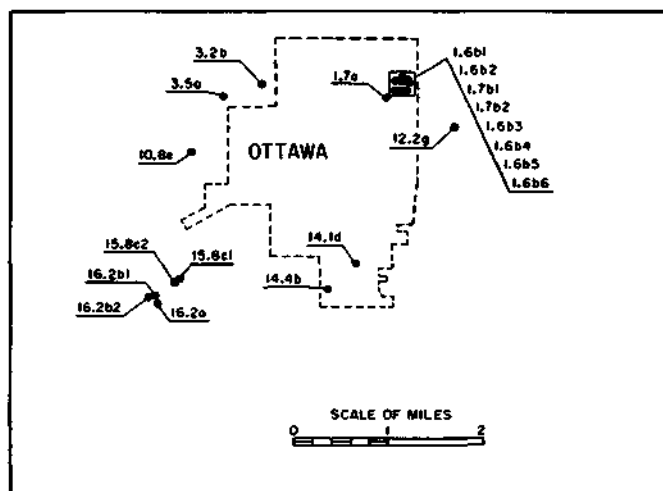 3.2b
3.5a
1.7a
1.6b1
1.6b2
1.7b1
1.7b2
1.6b3
1.6b4
1.6b5
1.6b6
12.2g
10.8e
OTTAWA
15.8c2
15.8c1
14.1d
16.2b1
14.4b
16.2b2
16.2a
SCALE OF MILES
0 1 2